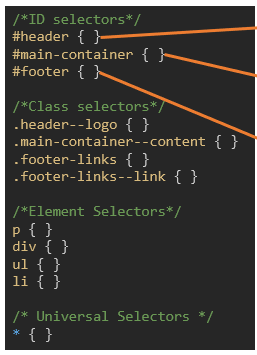 /*ID selectors*/
#header { }
#main-container { }
#footer { }
/*Class selectors*/
.header--logo { }
.main-container--content { }
.footer-links { }
.footer-links--link { }
/*Element Selectors*/
p { }
div { }
ul { }
li { }
/* Universal Selectors */
* { }